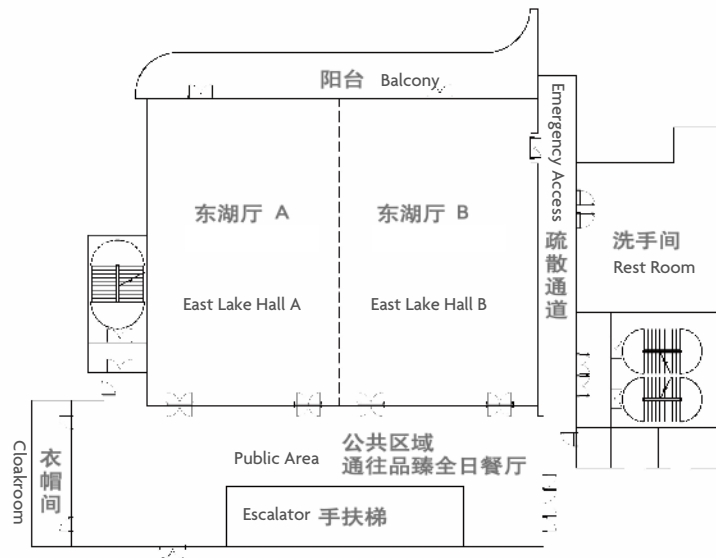 阳台 Balcony
Emergency Access
疏散通道
东湖厅 A
东湖厅 B
East Lake Hall A
East Lake Hall B
洗手间
Rest Room
Cloakroom
衣帽间
Public Area
公共区域
通往品臻全日餐厅
Escalator 手扶梯